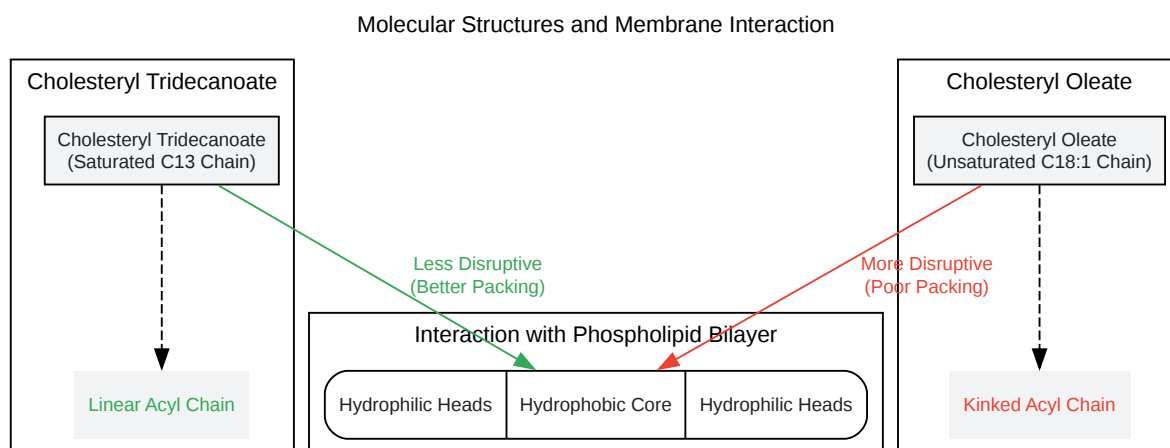 Molecular Structures and Membrane Interaction
Cholesteryl Tridecanoate
Cholesteryl Tridecanoate
(Saturated C13 Chain)
Linear Acyl Chain
Less Disruptive
(Better Packing)
Interaction with Phospholipid Bilayer
Hydrophilic Heads
Hydrophobic Core
Hydrophilic Heads
More Disruptive
(Poor Packing)
Cholesteryl Oleate
Cholesteryl Oleate
(Unsaturated C18:1 Chain)
Kinked Acyl Chain